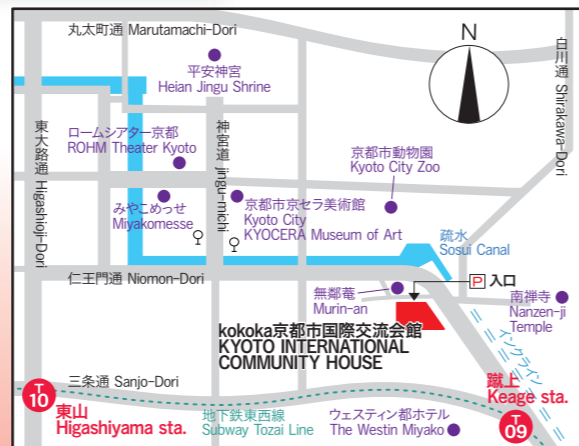 丸太町通 Marutamachi-Dori
平安神宮
Heian Jingu Shrine
N
白川通 Shirakawa-Dori
東大路通 Higashioji-Dori
ロームシアター京都
ROHM Theater Kyoto
神宮道 jingu-michi
京都市動物園
Kyoto City Zoo
みやこめっせ
Miyakomesse
京都市京セラ美術館
Kyoto City
KYOCERA Museum of Art
疏水
Sosui Canal
仁王門通 Niomon-Dori
無鄰菴
Murin-an
P 入口
南禅寺
Nanzen-ji
Temple
kokoka京都市国際交流会館
KYOTO INTERNATIONAL
COMMUNITY HOUSE
インクライン
三条通 Sanjo-Dori
蹴上
Keage sta.
T
09
T
10
東山
Higashiyama sta.
地下鉄東西線
Subway Tozai Line
ウェスティン都ホテル
The Westin Miyako